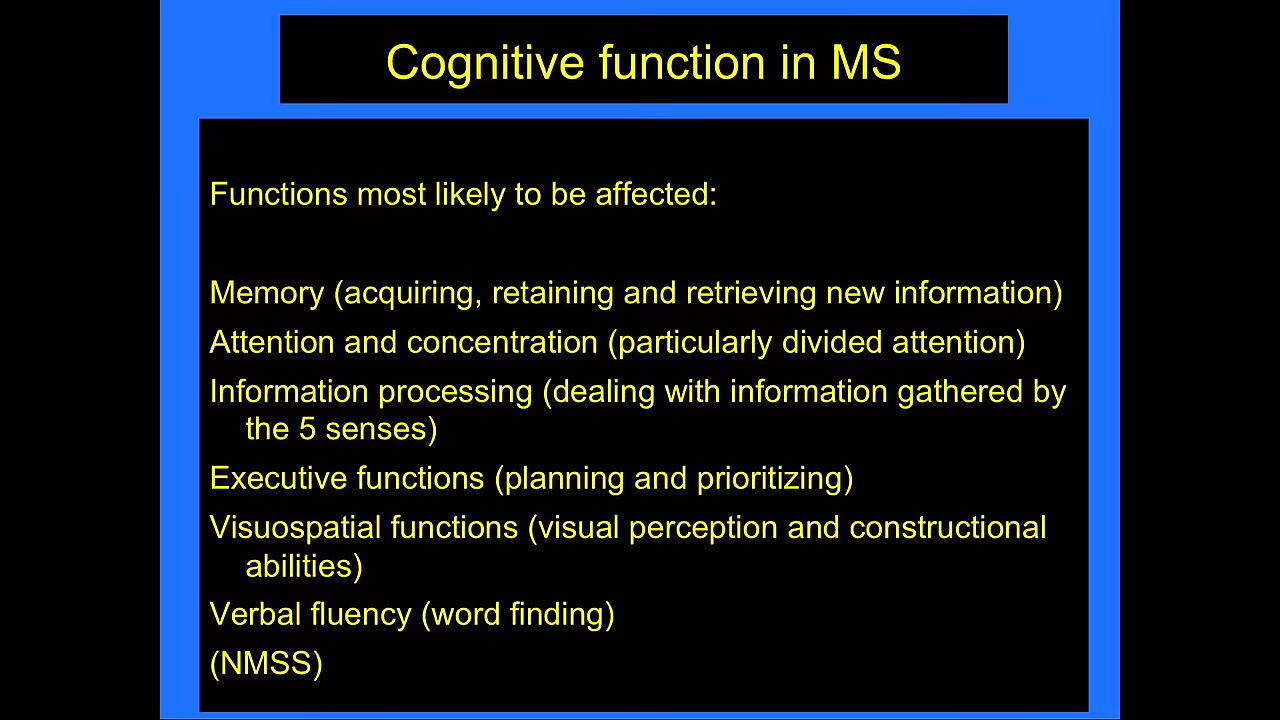 Cognitive function in MS
Functions most likely to be affected:
Memory (acquiring, retaining and retrieving new information)
Attention and concentration (particularly divided attention)
Information processing (dealing with information gathered by
the 5 senses)
Executive functions (planning and prioritizing)
Visuospatial functions (visual perception and constructional
abilities)
Verbal fluency (word finding)
(NMSS)